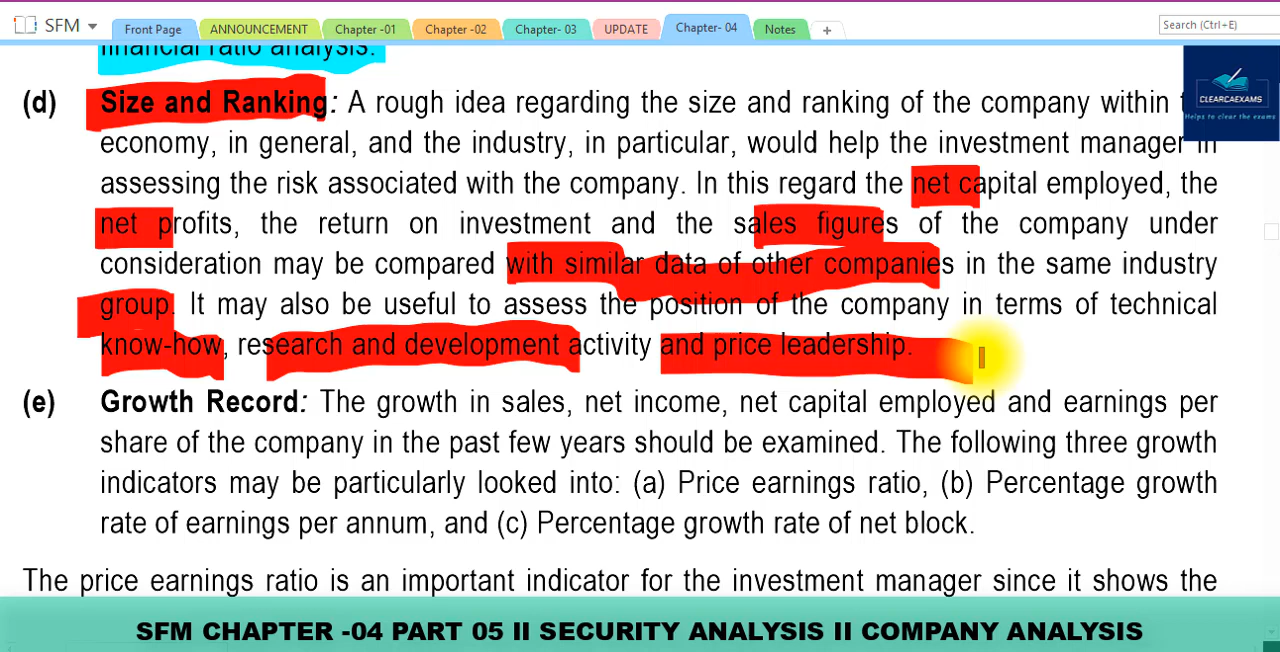 SFM
Front Page
ANNOUNCEMENT
Chapter -01
Chapter -02
Chapter- 03
UPDATE
Chapter- 04
Notes
+
Search (Ctrl+E)
financial ratio analysis.
CLEARCAEXAMS
Helps to clear the exams
(d) Size and Ranking: A rough idea regarding the size and ranking of the company within
economy, in general, and the industry, in particular, would help the investment manager in
assessing the risk associated with the company. In this regard the net capital employed, the
net profits, the return on investment and the sales figures of the company under
consideration may be compared with similar data of other companies in the same industry
group. It may also be useful to assess the position of the company in terms of technical
know-how, research and development activity and price leadership.
(e) Growth Record: The growth in sales, net income, net capital employed and earnings per
share of the company in the past few years should be examined. The following three growth
indicators may be particularly looked into: (a) Price earnings ratio, (b) Percentage growth
rate of earnings per annum, and (c) Percentage growth rate of net block.
The price earnings ratio is an important indicator for the investment manager since it shows the
SFM CHAPTER -04 PART 05 II SECURITY ANALYSIS II COMPANY ANALYSIS